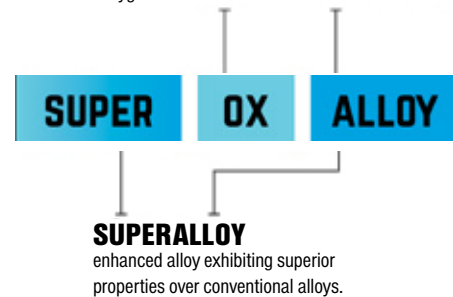 SUPER OX ALLOY
SUPERALLOY
enhanced alloy exhibiting superior
properties over conventional alloys.